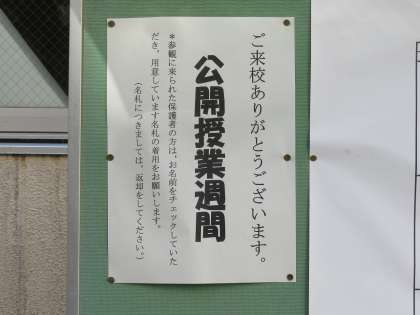 ご来校ありがとうございます。
公開授業週間
＊参観に来られた保護者の方は、お名前をチェックしていた
だき、用意しています名札の着用をお願いします。
（名札につきましては、返却をしてください。）